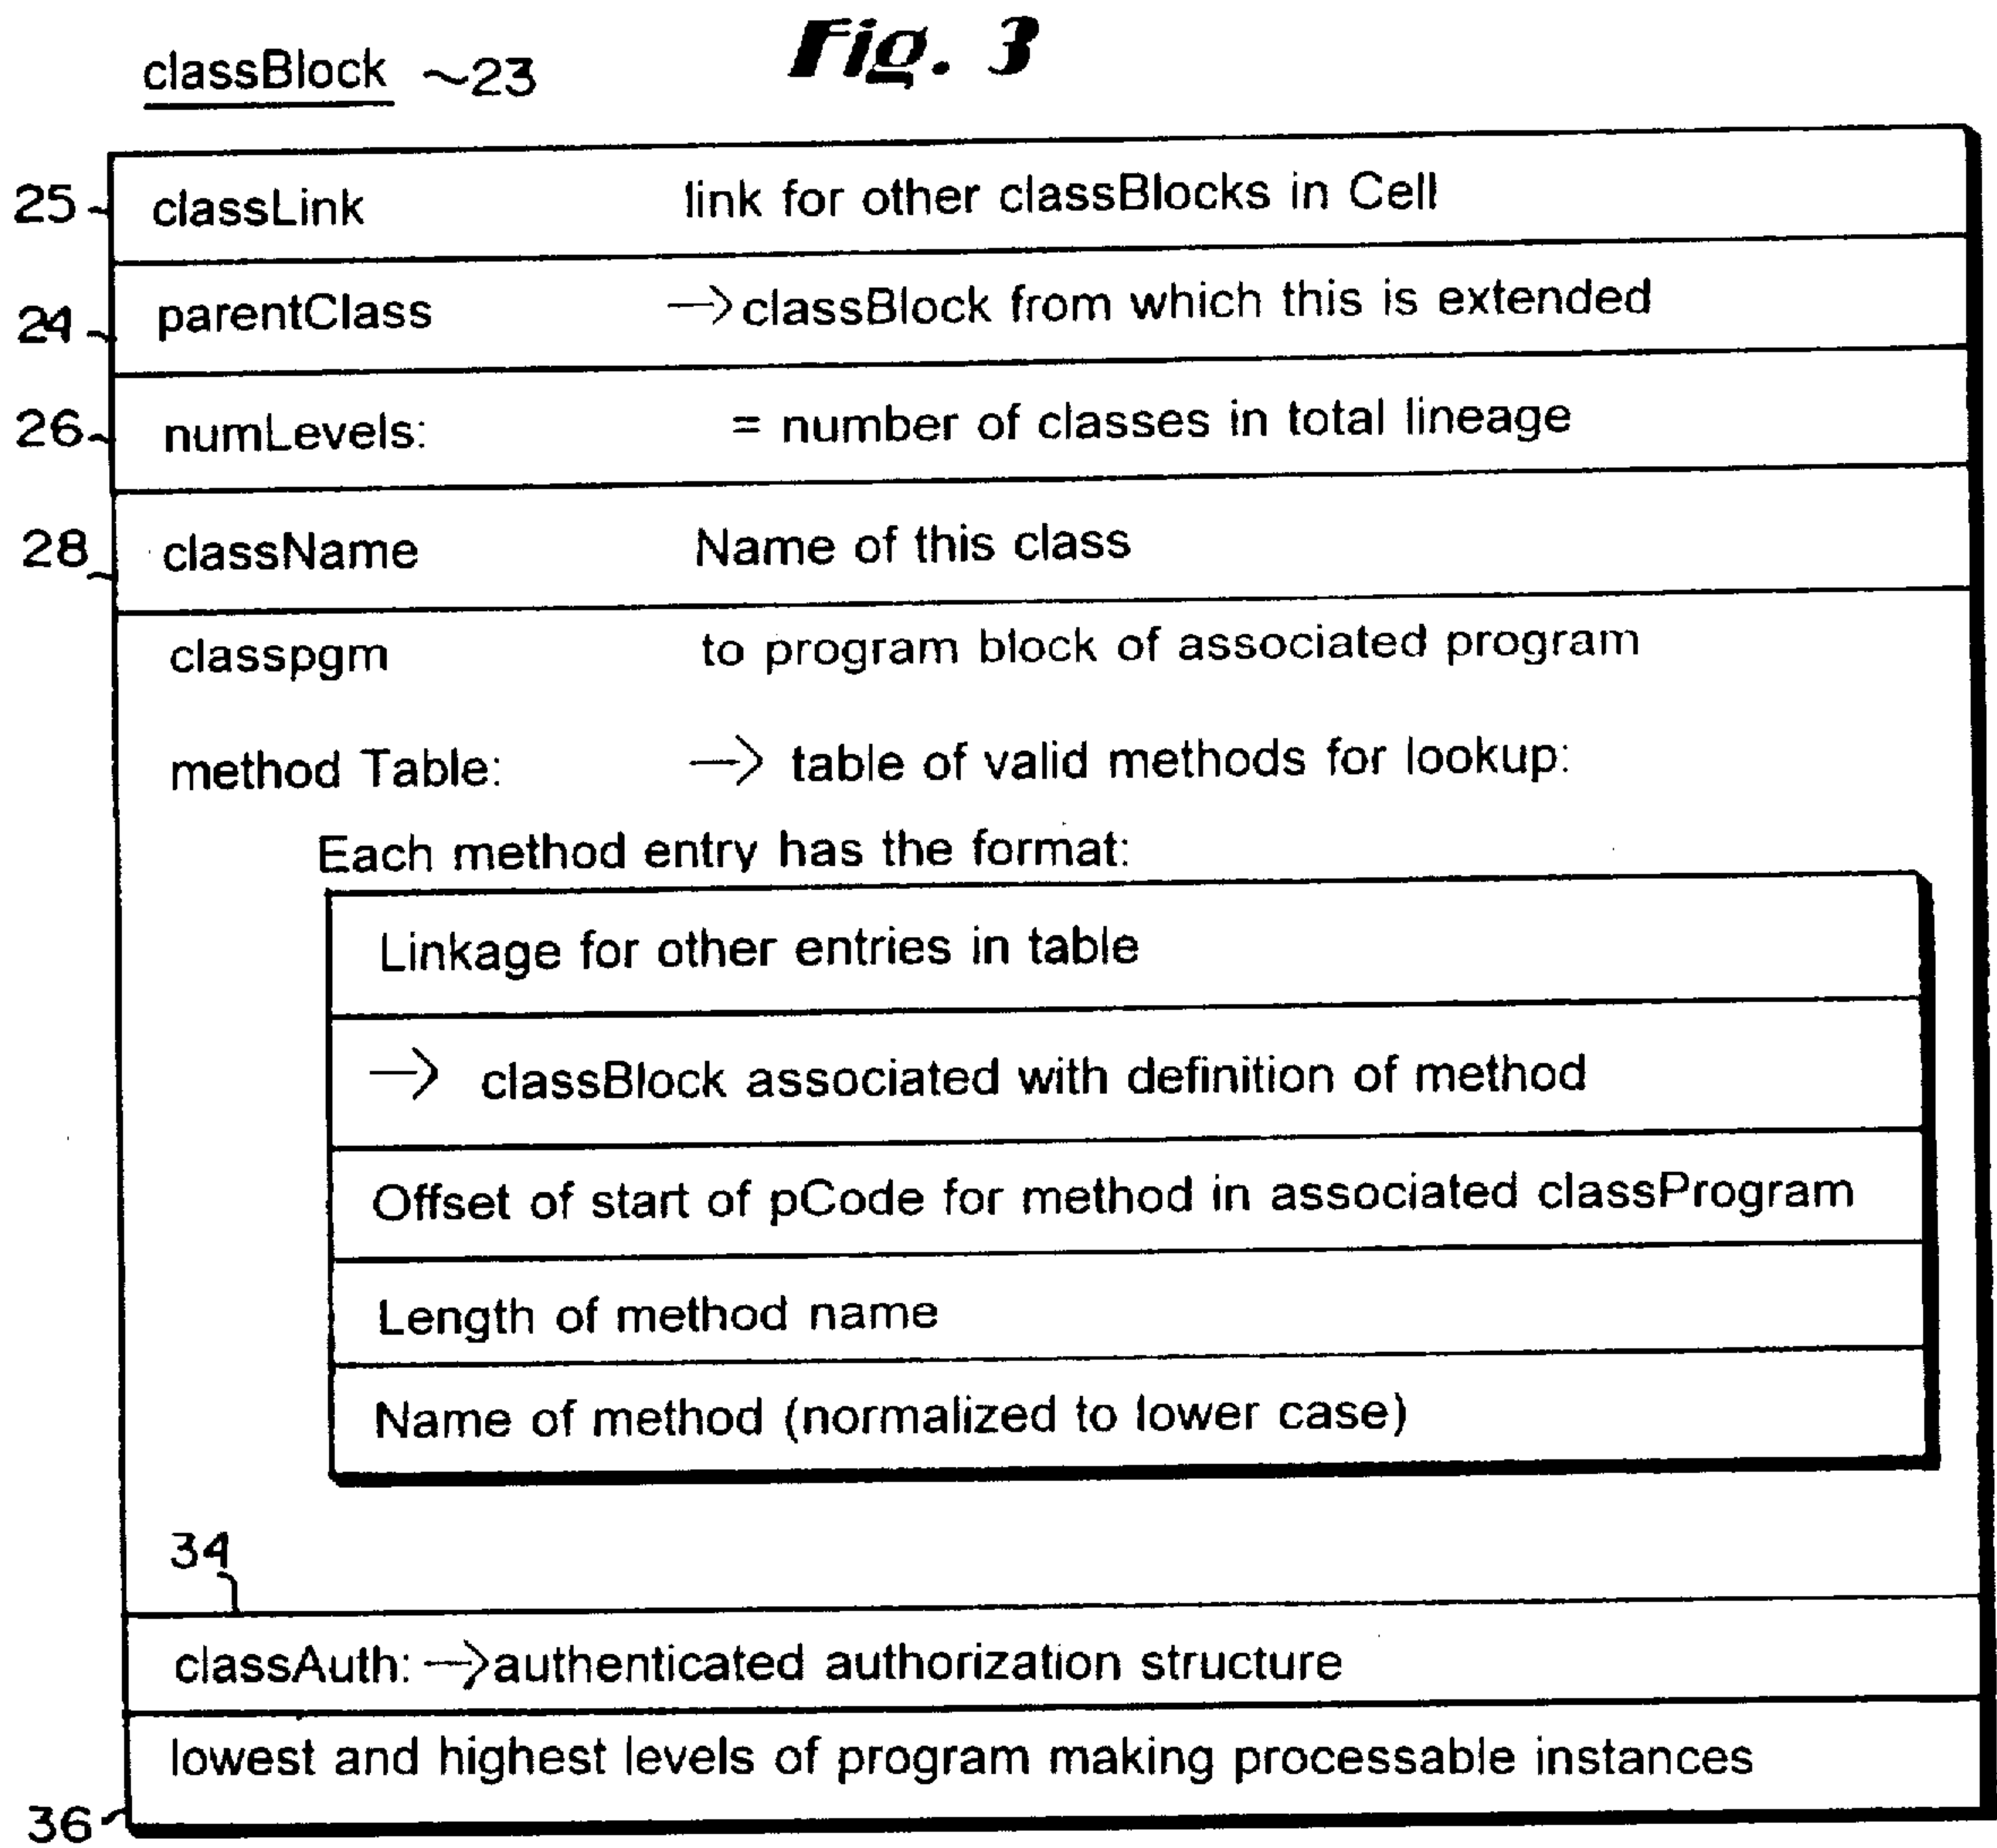 Fig. 3
classBlock ~23
25 classLink link for other classBlocks in Cell
24 parentClass —> classBlock from which this is extended
26 numLevels: = number of classes in total lineage
28 className Name of this class
classpgm to program block of associated program
method Table: —> table of valid methods for lookup:
Each method entry has the format:
Linkage for other entries in table
—> classBlock associated with definition of method
Offset of start of pCode for method in associated classProgram
Length of method name
Name of method (normalized to lower case)
34
classAuth: —>authenticated authorization structure
lowest and highest levels of program making processable instances
36